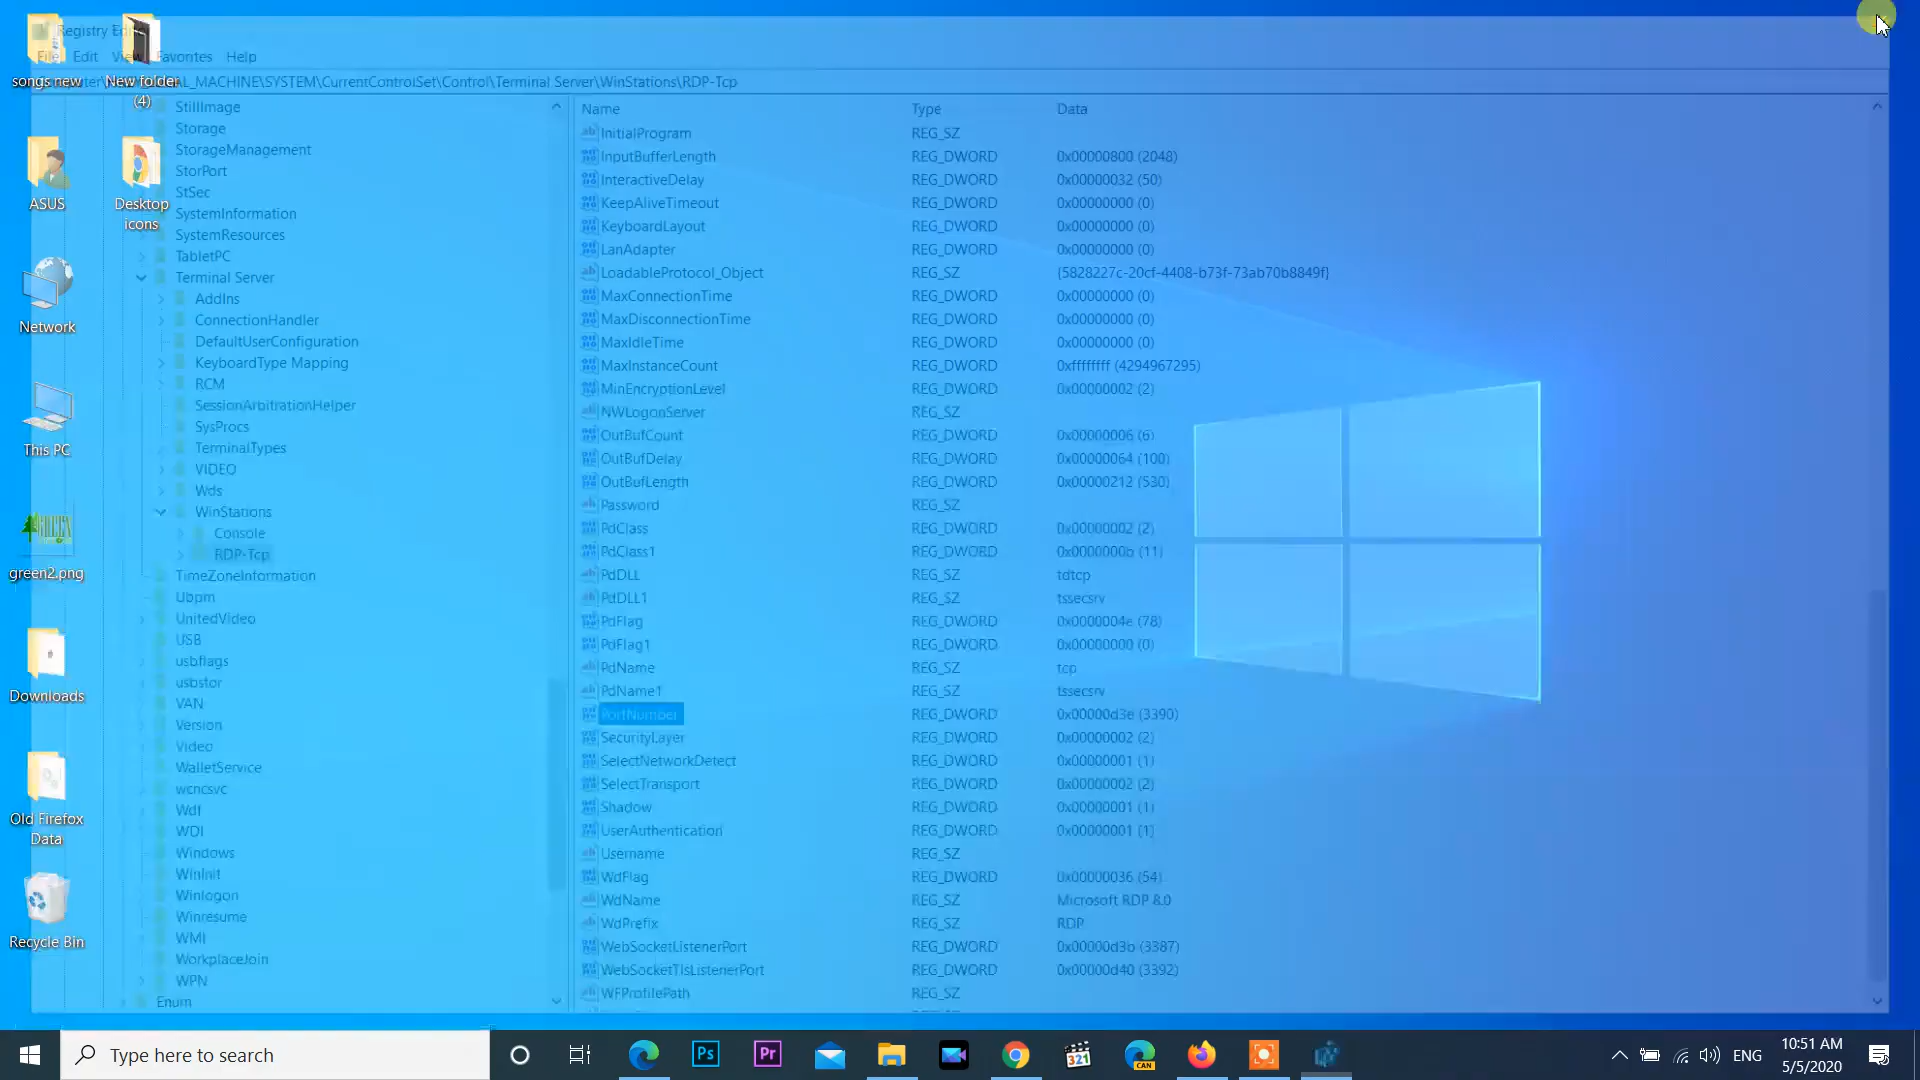 Registry Edi
File Edit View Favorites Help
songs new
New folder
(4)
AL_MACHINE\SYSTEM\CurrentControlSet\Control\Terminal Server\WinStations\RDP-Tcp
ASUS
Desktop
icons
Network
This PC
green2.png
Downloads
Old Firefox
Data
Recycle Bin
StillImage
Storage
StorageManagement
StorPort
StSec
SystemInformation
SystemResources
TabletPC
Terminal Server
AddIns
ConnectionHandler
DefaultUserConfiguration
KeyboardType Mapping
RCM
SessionArbitrationHelper
SysProcs
TerminalTypes
VIDEO
Wds
WinStations
Console
RDP-Tcp
TimeZoneInformation
Ubpm
UnitedVideo
USB
usbflags
usbstor
VAN
Version
Video
WalletService
wcncsvc
Wdf
WDI
Windows
WinInit
Winlogon
Winresume
WMI
WorkplaceJoin
WPN
Enum
Name Type Data
InitialProgram REG_SZ
InputBufferLength REG_DWORD 0x00000800 (2048)
InteractiveDelay REG_DWORD 0x00000032 (50)
KeepAliveTimeout REG_DWORD 0x00000000 (0)
KeyboardLayout REG_DWORD 0x00000000 (0)
LanAdapter REG_DWORD 0x00000000 (0)
LoadableProtocol_Object REG_SZ {5828227c-20cf-4408-b73f-73ab70b8849f}
MaxConnectionTime REG_DWORD 0x00000000 (0)
MaxDisconnectionTime REG_DWORD 0x00000000 (0)
MaxIdleTime REG_DWORD 0x00000000 (0)
MaxInstanceCount REG_DWORD 0xffffffff (4294967295)
MinEncryptionLevel REG_DWORD 0x00000002 (2)
NWLogonServer REG_SZ
OutBufCount REG_DWORD 0x00000006 (6)
OutBufDelay REG_DWORD 0x00000064 (100)
OutBufLength REG_DWORD 0x00000212 (530)
Password REG_SZ
PdClass REG_DWORD 0x00000002 (2)
PdClass1 REG_DWORD 0x0000000b (11)
PdDLL REG_SZ tdtcp
PdDLL1 REG_SZ tssecsrv
PdFlag REG_DWORD 0x0000004e (78)
PdFlag1 REG_DWORD 0x00000000 (0)
PdName REG_SZ tcp
PdName1 REG_SZ tssecsrv
PortNumber REG_DWORD 0x00000d3e (3390)
SecurityLayer REG_DWORD 0x00000002 (2)
SelectNetworkDetect REG_DWORD 0x00000001 (1)
SelectTransport REG_DWORD 0x00000002 (2)
Shadow REG_DWORD 0x00000001 (1)
UserAuthentication REG_DWORD 0x00000001 (1)
Username REG_SZ
WdFlag REG_DWORD 0x00000036 (54)
WdName REG_SZ Microsoft RDP 8.0
WdPrefix REG_SZ RDP
WebSocketListenerPort REG_DWORD 0x00000d3b (3387)
WebSocketTlsListenerPort REG_DWORD 0x00000d40 (3392)
WFProfilePath REG_SZ
Type here to search
Ps
Pr
321
CAN
ENG
10:51 AM
5/5/2020